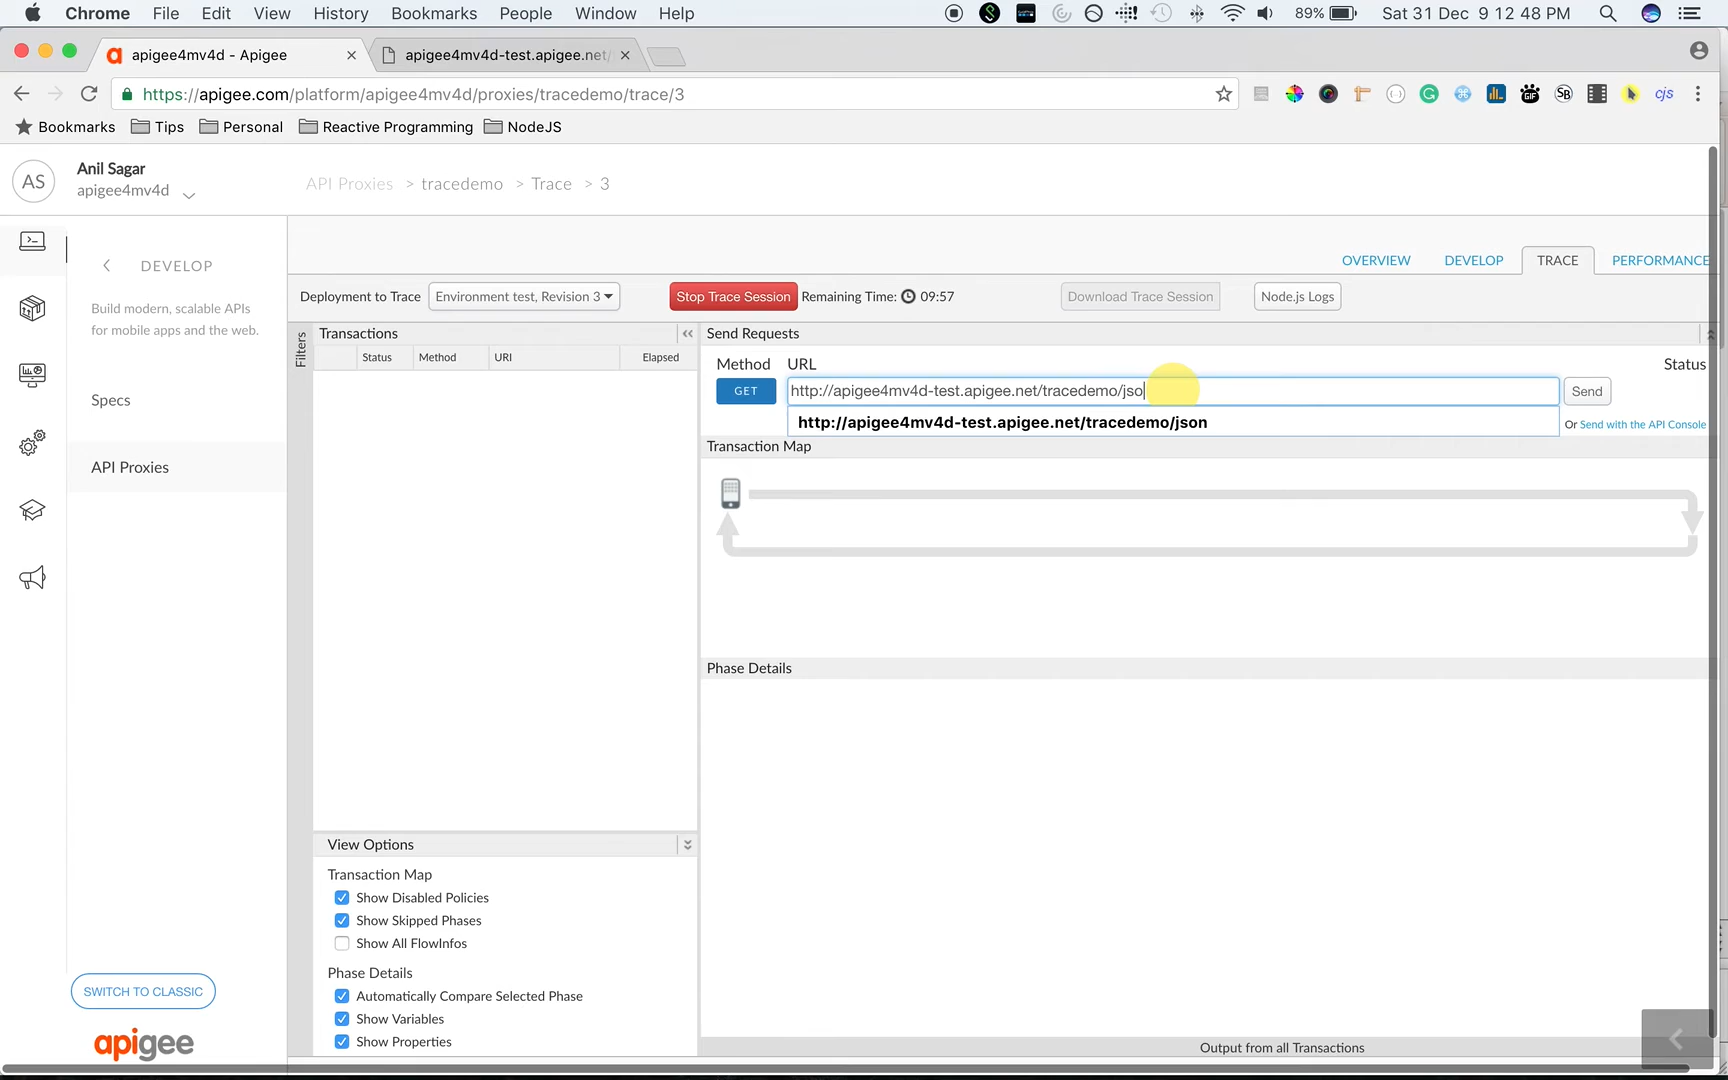 Chrome File Edit View History Bookmarks People Window Help 89% Sat 31 Dec 9 12 48 PM
apigee4mv4d - Apigee
apigee4mv4d-test.apigee.net/
https://apigee.com/platform/apigee4mv4d/proxies/tracedemo/trace/3
GIF SB cjs
Bookmarks Tips Personal Reactive Programming NodeJS
AS
Anil Sagar
apigee4mv4d
API Proxies > tracedemo > Trace > 3
DEVELOP
Build modern, scalable APIs
for mobile apps and the web.
Specs
API Proxies
SWITCH TO CLASSIC
apigee
OVERVIEW DEVELOP TRACE PERFORMANCE
Deployment to Trace Environment test, Revision 3 Stop Trace Session Remaining Time: 09:57 Download Trace Session Node.js Logs
Filters
Transactions
Status Method URI Elapsed
View Options
Transaction Map
Show Disabled Policies
Show Skipped Phases
Show All FlowInfos
Phase Details
Automatically Compare Selected Phase
Show Variables
Show Properties
Send Requests
Method URL Status
GET http://apigee4mv4d-test.apigee.net/tracedemo/jso Send
http://apigee4mv4d-test.apigee.net/tracedemo/json
Or Send with the API Console
Transaction Map
Phase Details
Output from all Transactions